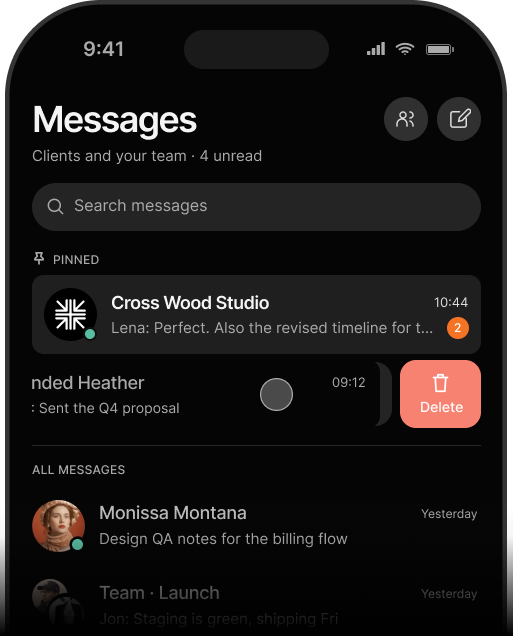 9:41
Messages
Clients and your team · 4 unread
Search messages
PINNED
Cross Wood Studio
10:44
Lena: Perfect. Also the revised timeline for t...
2
nded Heather
09:12
: Sent the Q4 proposal
Delete
ALL MESSAGES
Monissa Montana
Yesterday
Design QA notes for the billing flow
Team · Launch
Yesterday
Jon: Staging is green, shipping Fri